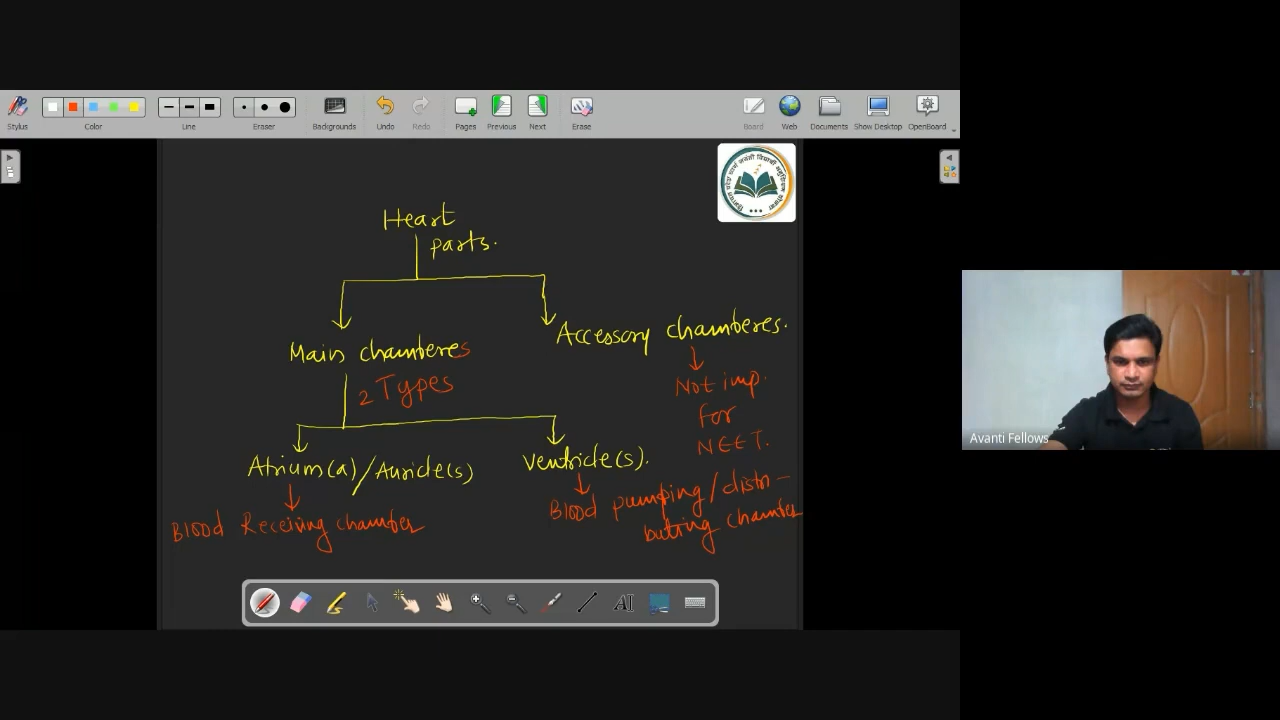 Stylus
Color
Line
Eraser
Backgrounds
Undo
Redo
Pages
Previous
Next
Erase
Board
Web
Documents
Show Desktop
OpenBoard
Heart
parts.
Main chamberes
2 Types
Accessory chamberes.
Not imp.
for
NEET.
Atrium(a)/Auricle(s)
Ventricle(s).
Blood Receiving chamber
Blood pumping/distri-
butting chamber
Avanti Fellows